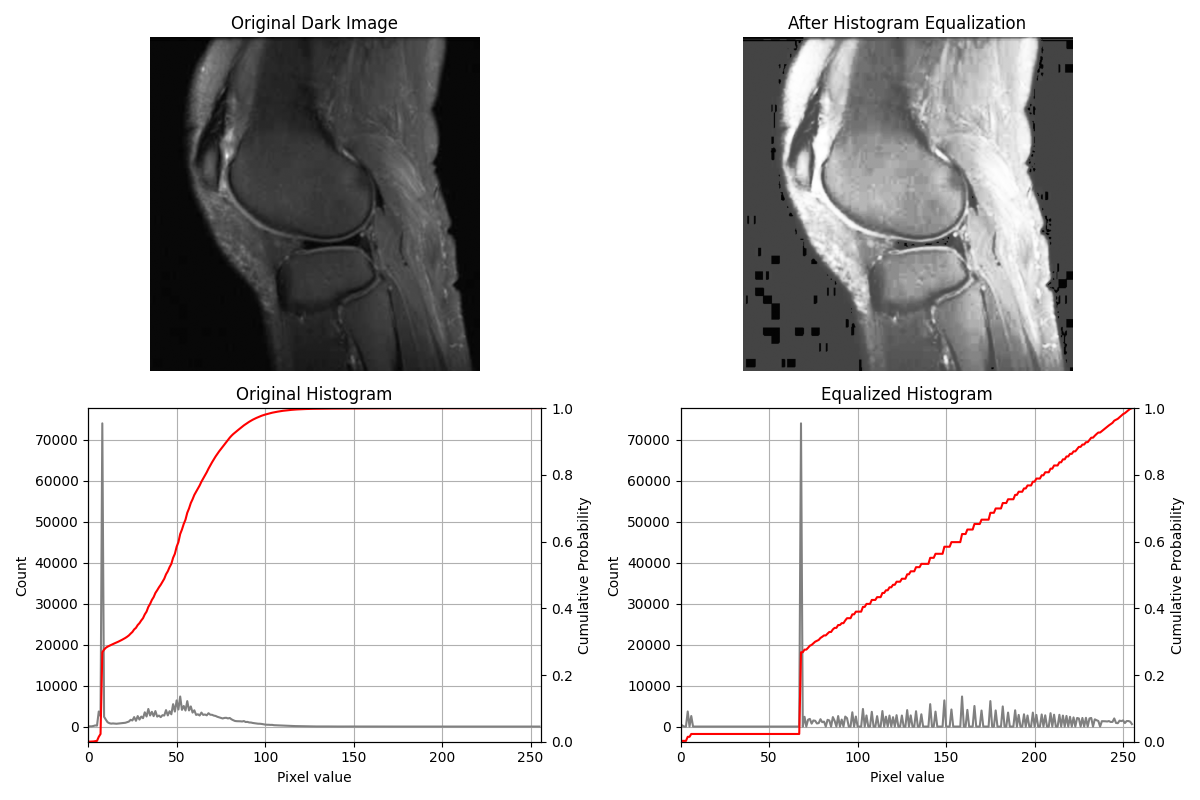 Original Dark Image
After Histogram Equalization
Original Histogram
70000
60000
50000
40000
30000
20000
10000
0
Count
1.0
0.8
0.6
0.4
0.2
0.0
Cumulative Probability
0 50 100 150 200 250
Pixel value
Equalized Histogram
70000
60000
50000
40000
30000
20000
10000
0
Count
1.0
0.8
0.6
0.4
0.2
0.0
Cumulative Probability
0 50 100 150 200 250
Pixel value